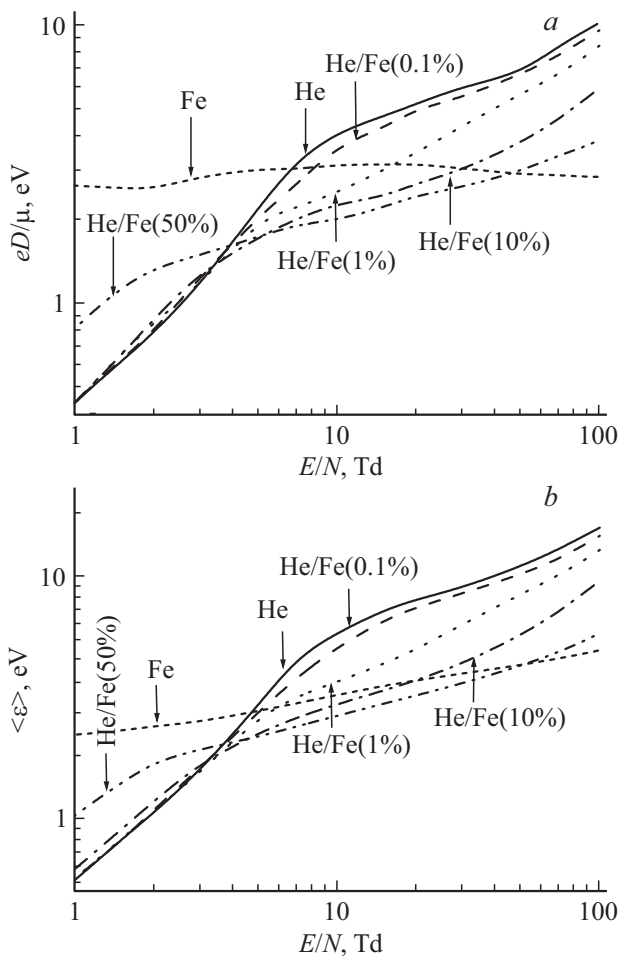 a
10
He/Fe(0.1%)
He
Fe
eD/μ, eV
He/Fe(50%)
He/Fe(10%)
He/Fe(1%)
1
1
10
100
E/N, Td
b
He/Fe(0.1%)
10
He
He/Fe(50%)
Fe
<ε>, eV
He/Fe(10%)
He/Fe(1%)
1
1
10
100
E/N, Td